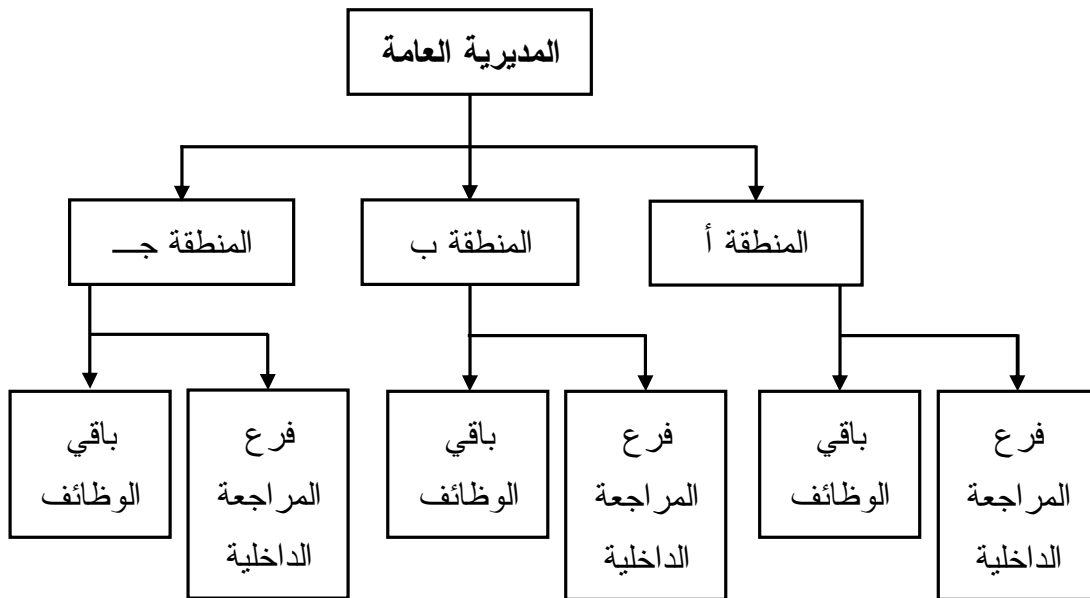 المديرية العامة
المنطقة أ
المنطقة ب
المنطقة جـــ
فرع
المراجعة
الداخلية
باقي
الوظائف
فرع
المراجعة
الداخلية
باقي
الوظائف
فرع
المراجعة
الداخلية
باقي
الوظائف